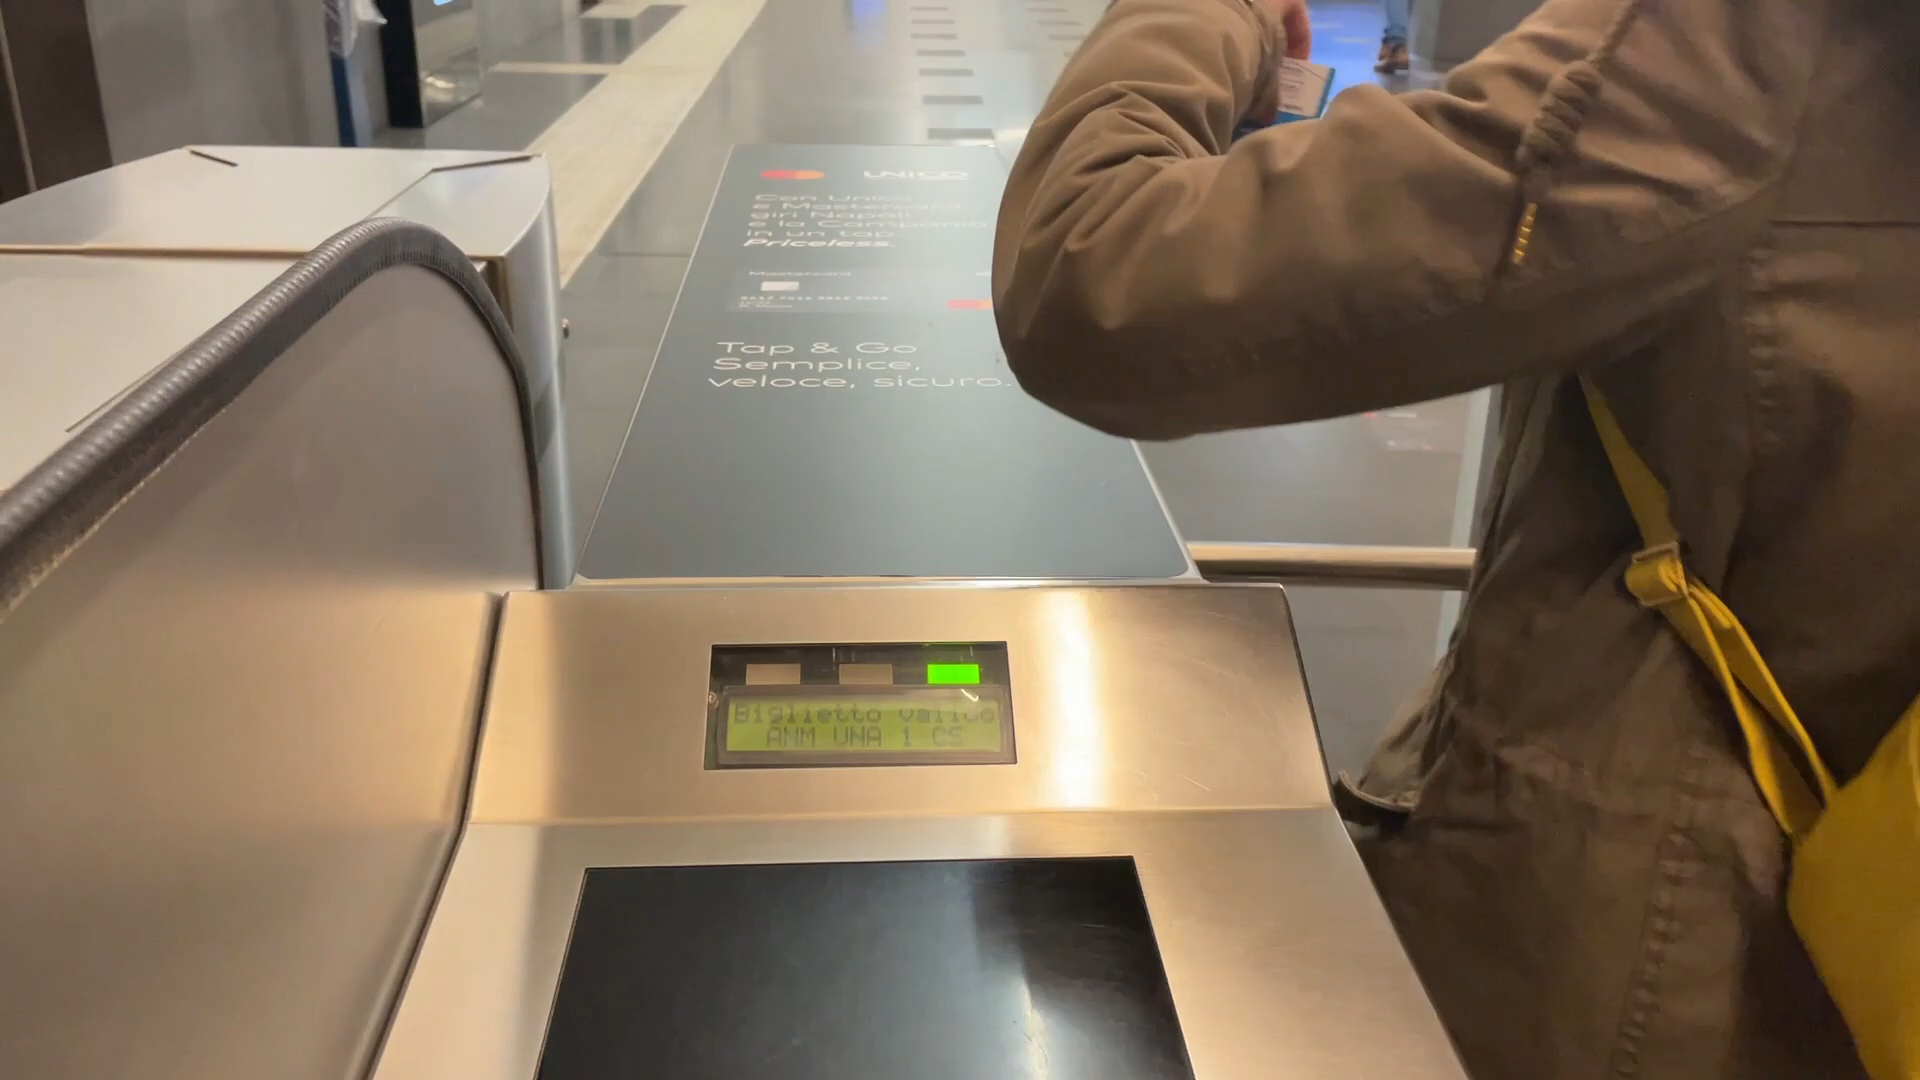 UNICO
Con Unico
e Mastercard
giri Napoli
e la Campania
in un tap
Priceless.
Mastercard
Tap & Go
Semplice,
veloce, sicuro.
Biglietto valido
ANM UNA 1 CS